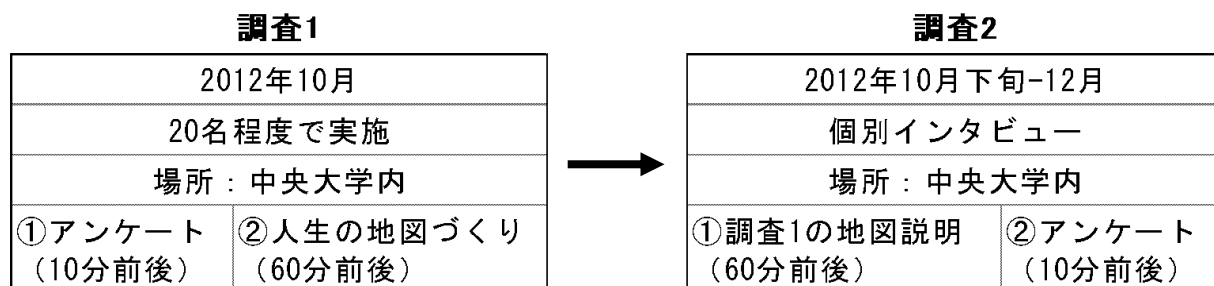 調査1
2012年10月
20名程度で実施
場所：中央大学内
①アンケート
（10分前後）
②人生の地図づくり
（60分前後）
調査2
2012年10月下旬-12月
個別インタビュー
場所：中央大学内
①調査1の地図説明
（60分前後）
②アンケート
（10分前後）